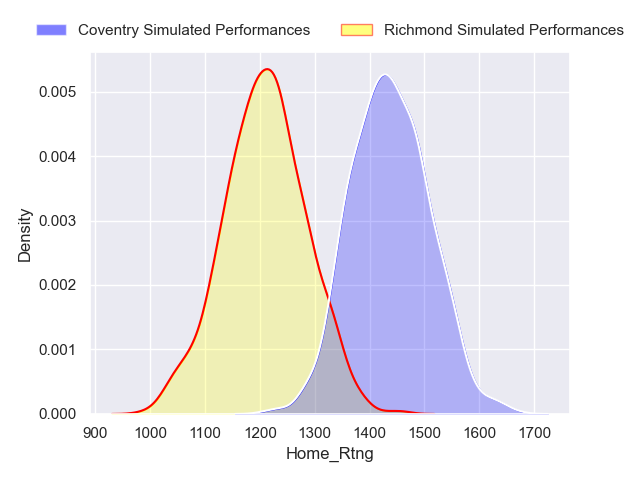 Coventry Simulated Performances
Richmond Simulated Performances
0.005
0.004
0.003
0.002
0.001
0.000
Density
900 1000 1100 1200 1300 1400 1500 1600 1700
Home_Rtng